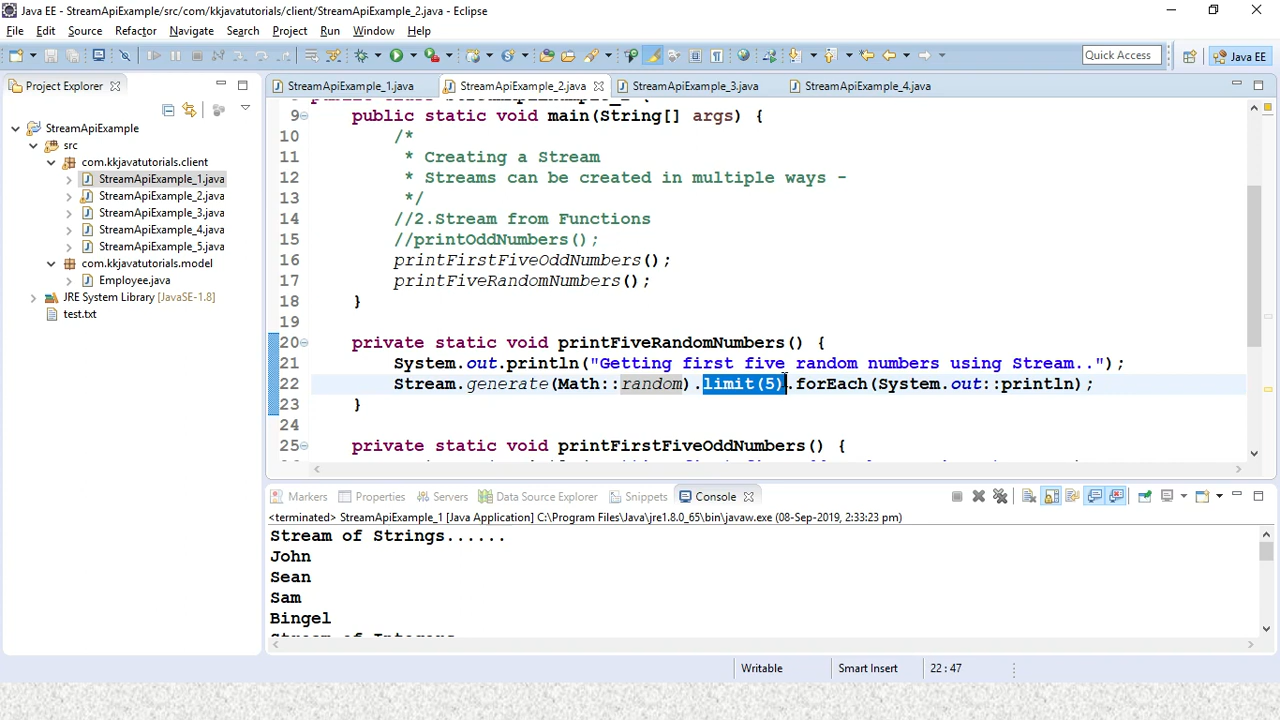 Java EE - StreamApiExample/src/com/kkjavatutorials/client/StreamApiExample_2.java - Eclipse
File Edit Source Refactor Navigate Search Project Run Window Help
Quick Access
Java EE
Project Explorer
StreamApiExample
src
com.kkjavatutorials.client
StreamApiExample_1.java
StreamApiExample_2.java
StreamApiExample_3.java
StreamApiExample_4.java
StreamApiExample_5.java
com.kkjavatutorials.model
Employee.java
JRE System Library [JavaSE-1.8]
test.txt
StreamApiExample_1.java StreamApiExample_2.java StreamApiExample_3.java StreamApiExample_4.java
9 public static void main(String[] args) {
10 /*
11 * Creating a Stream
12 * Streams can be created in multiple ways -
13 */
14 //2.Stream from Functions
15 //printOddNumbers();
16 printFirstFiveOddNumbers();
17 printFiveRandomNumbers();
18 }
19
20 private static void printFiveRandomNumbers() {
21 System.out.println("Getting first five random numbers using Stream..");
22 Stream.generate(Math::random).limit(5).forEach(System.out::println);
23 }
24
25 private static void printFirstFiveOddNumbers() {
Markers Properties Servers Data Source Explorer Snippets Console
<terminated> StreamApiExample_1 [Java Application] C:\Program Files\Java\jre1.8.0_65\bin\javaw.exe (08-Sep-2019, 2:33:23 pm)
Stream of Strings......
John
Sean
Sam
Bingel
Stream of Integers
Writable Smart Insert 22 : 47